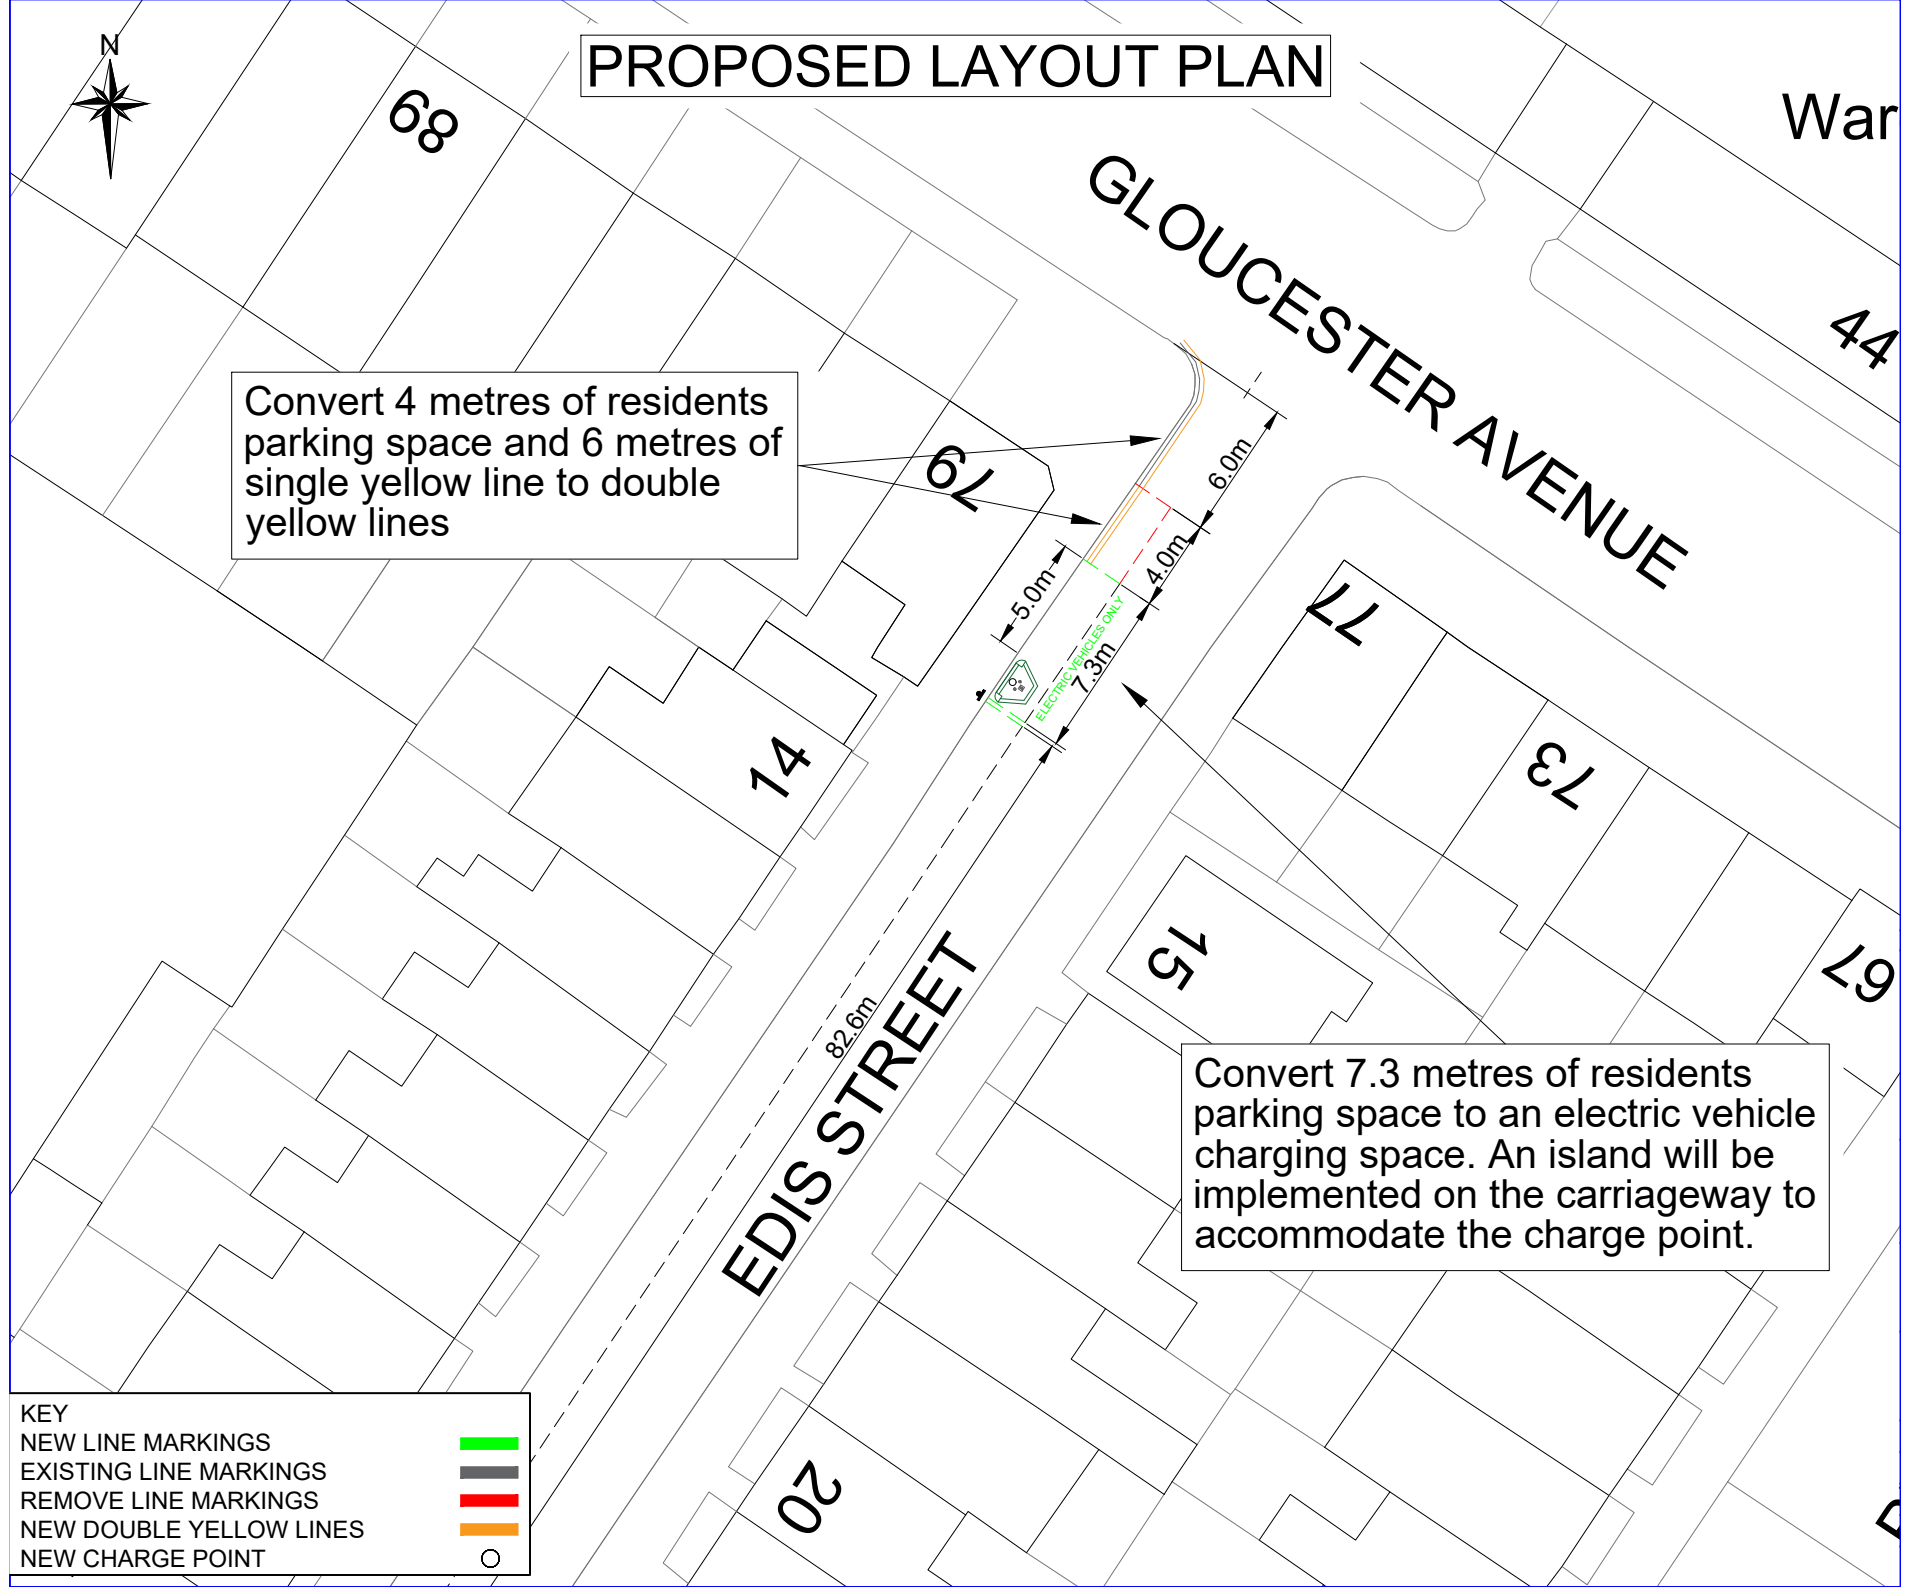 PROPOSED LAYOUT PLAN
N
68
War
GLOUCESTER AVENUE
44
Convert 4 metres of residents
parking space and 6 metres of
single yellow line to double
yellow lines
79
6.0m
4.0m
5.0m
ELECTRIC VEHICLES ONLY
7.3m
77
73
14
15
67
82.6m
EDIS STREET
Convert 7.3 metres of residents
parking space to an electric vehicle
charging space. An island will be
implemented on the carriageway to
accommodate the charge point.
20
KEY
NEW LINE MARKINGS
EXISTING LINE MARKINGS
REMOVE LINE MARKINGS
NEW DOUBLE YELLOW LINES
NEW CHARGE POINT